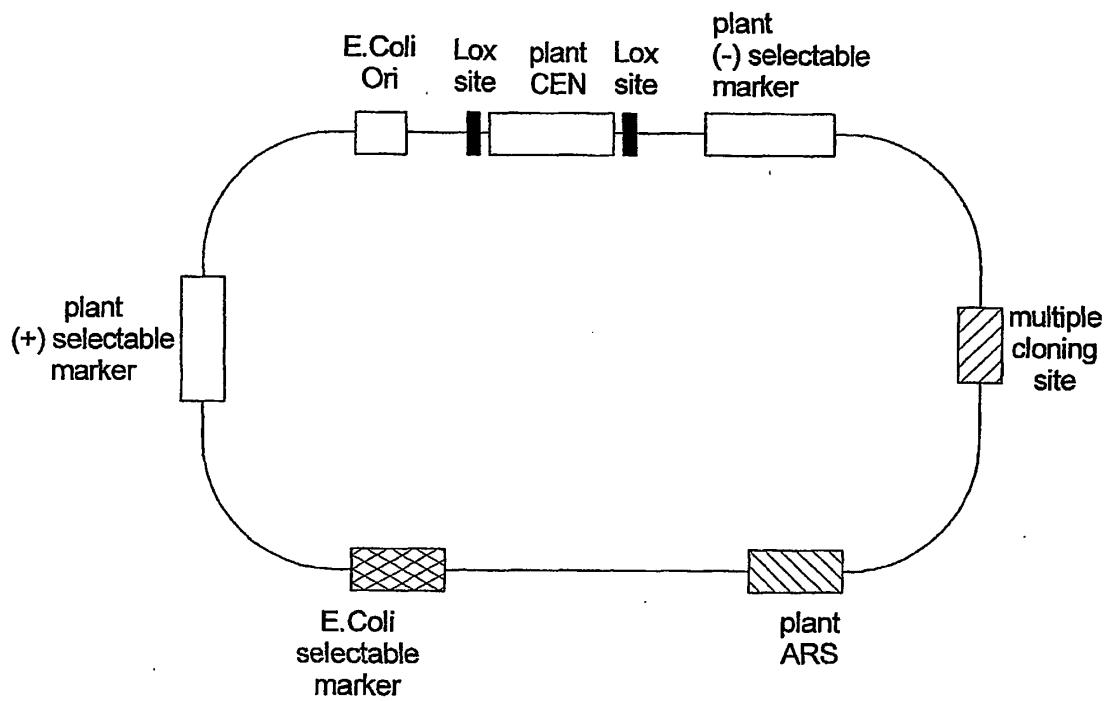 E.Coli
Ori
Lox
site
plant
CEN
Lox
site
plant
(-) selectable
marker
plant
(+) selectable
marker
multiple
cloning
site
E.Coli
selectable
marker
plant
ARS